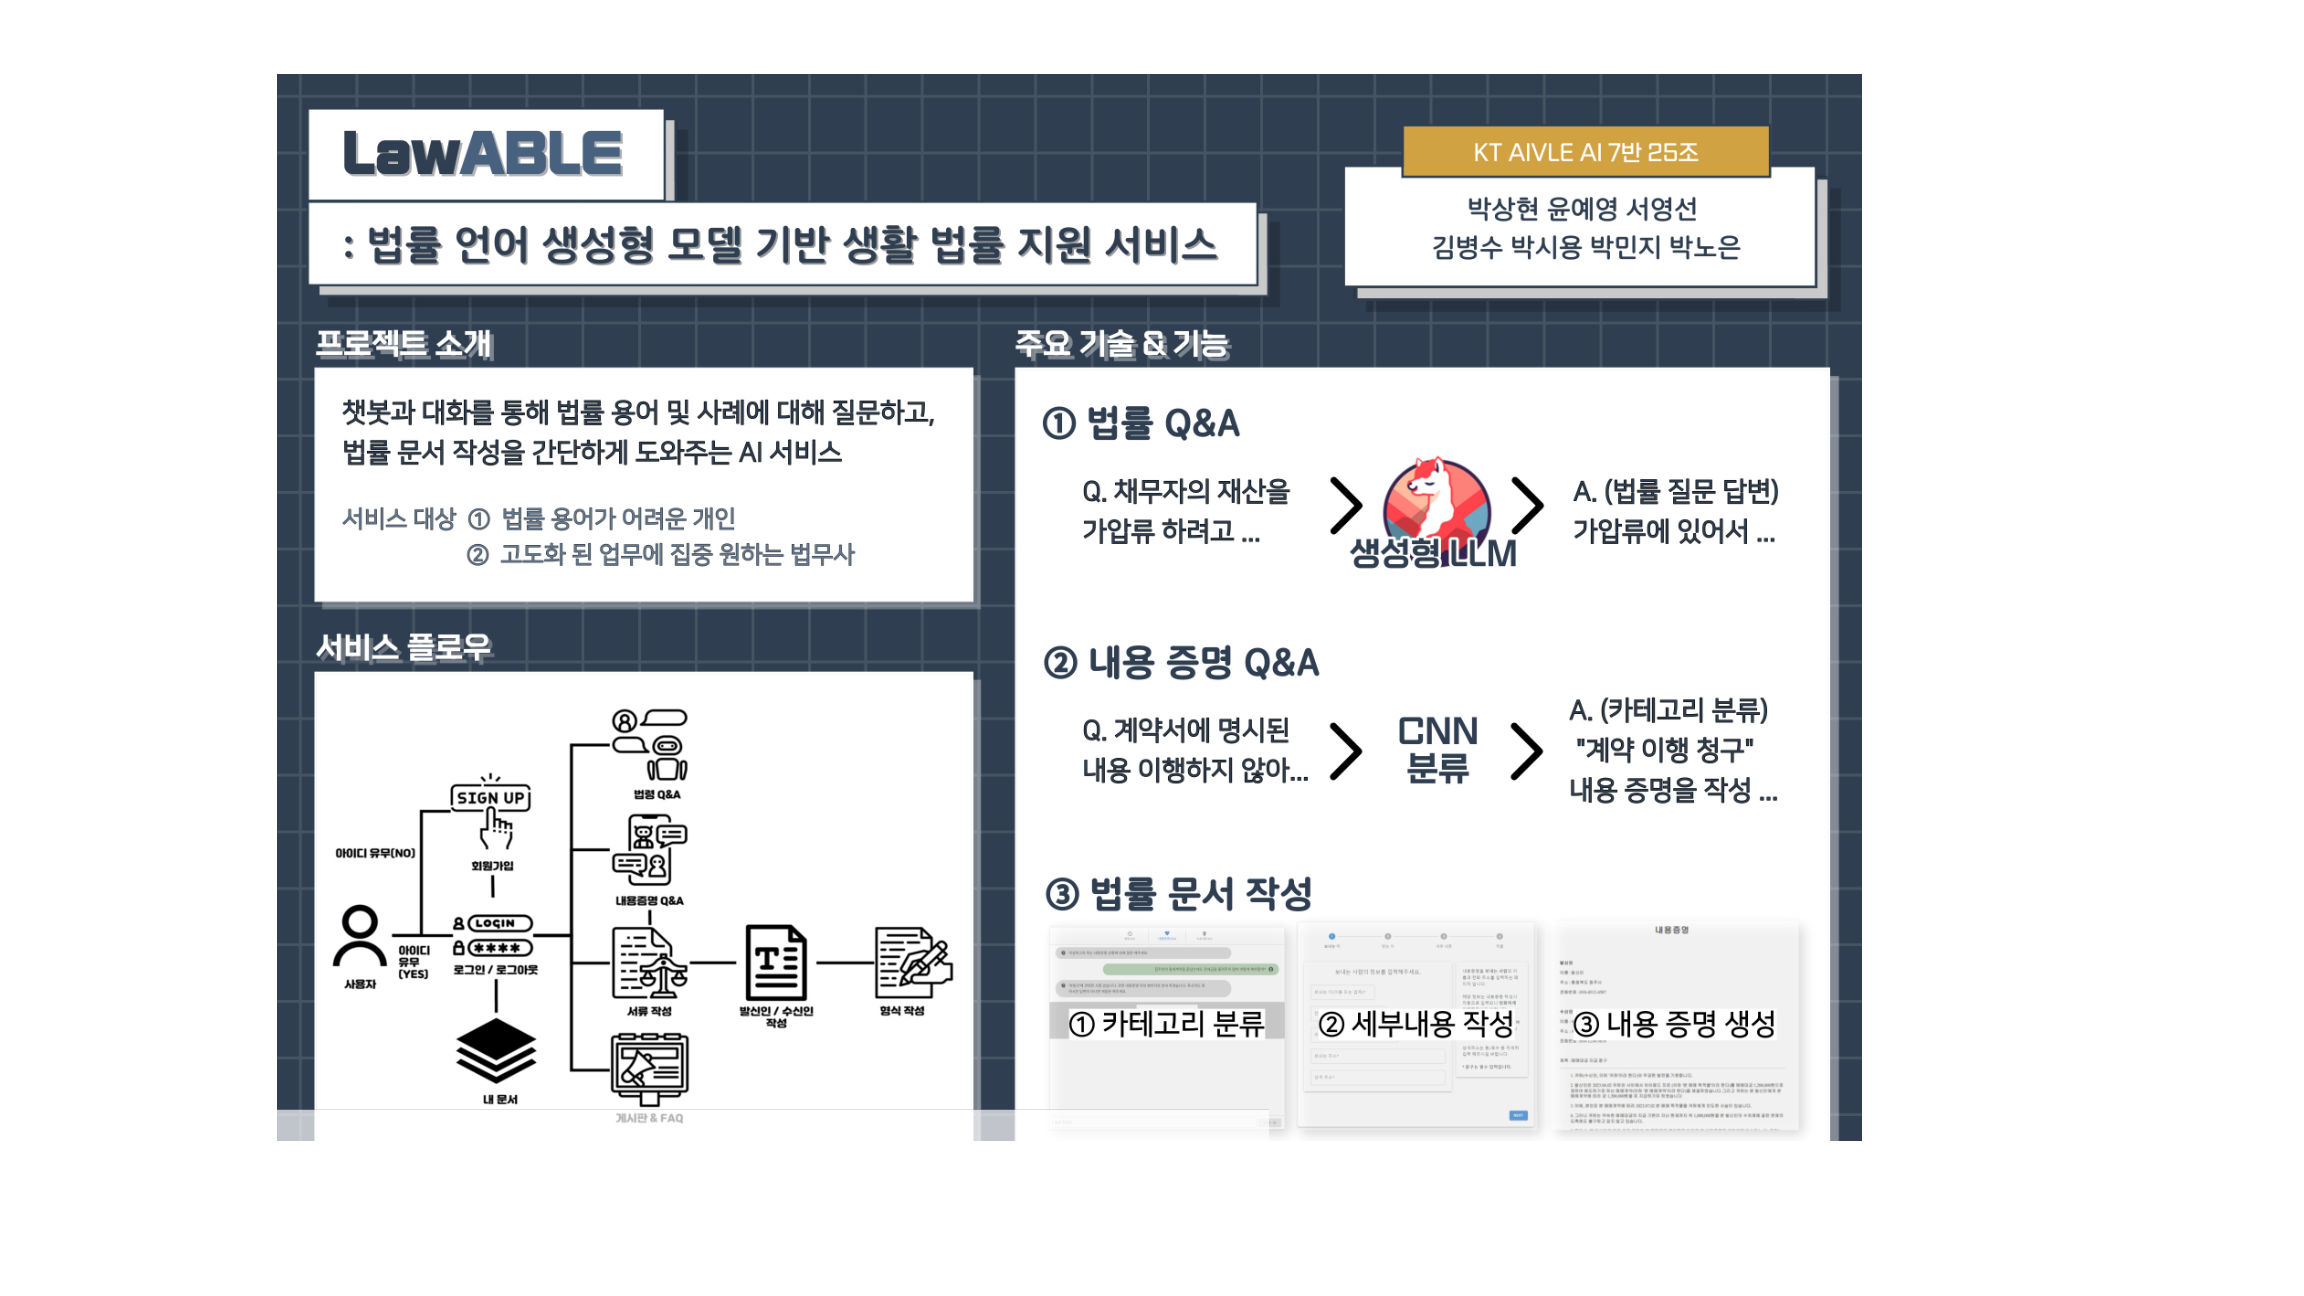 LawABLE
: 법률 언어 생성형 모델 기반 생활 법률 지원 서비스
KT AIVLE AI 7반 25조
박상현 윤예영 서영선
김병수 박시용 박민지 박노은
프로젝트 소개
챗봇과 대화를 통해 법률 용어 및 사례에 대해 질문하고,
법률 문서 작성을 간단하게 도와주는 AI 서비스
서비스 대상 ① 법률 용어가 어려운 개인
② 고도화 된 업무에 집중 원하는 법무사
서비스 플로우
법령 Q&A
SIGN UP
아이디 유무(NO)
회원가입
내용증명 Q&A
LOGIN
****
아이디
유무
(YES)
로그인 / 로그아웃
사용자
서류 작성
발신인 / 수신인
작성
형식 작성
내 문서
게시판 & FAQ
주요 기술 & 기능
① 법률 Q&A
Q. 채무자의 재산을
가압류 하려고 ...
생성형 LLM
A. (법률 질문 답변)
가압류에 있어서 ...
② 내용 증명 Q&A
Q. 계약서에 명시된
내용 이행하지 않아...
CNN
분류
A. (카테고리 분류)
"계약 이행 청구"
내용 증명을 작성 ...
③ 법률 문서 작성
① 카테고리 분류
보내는 사람의 정보를 입력해주세요.
② 세부내용 작성
내용증명
③ 내용 증명 생성